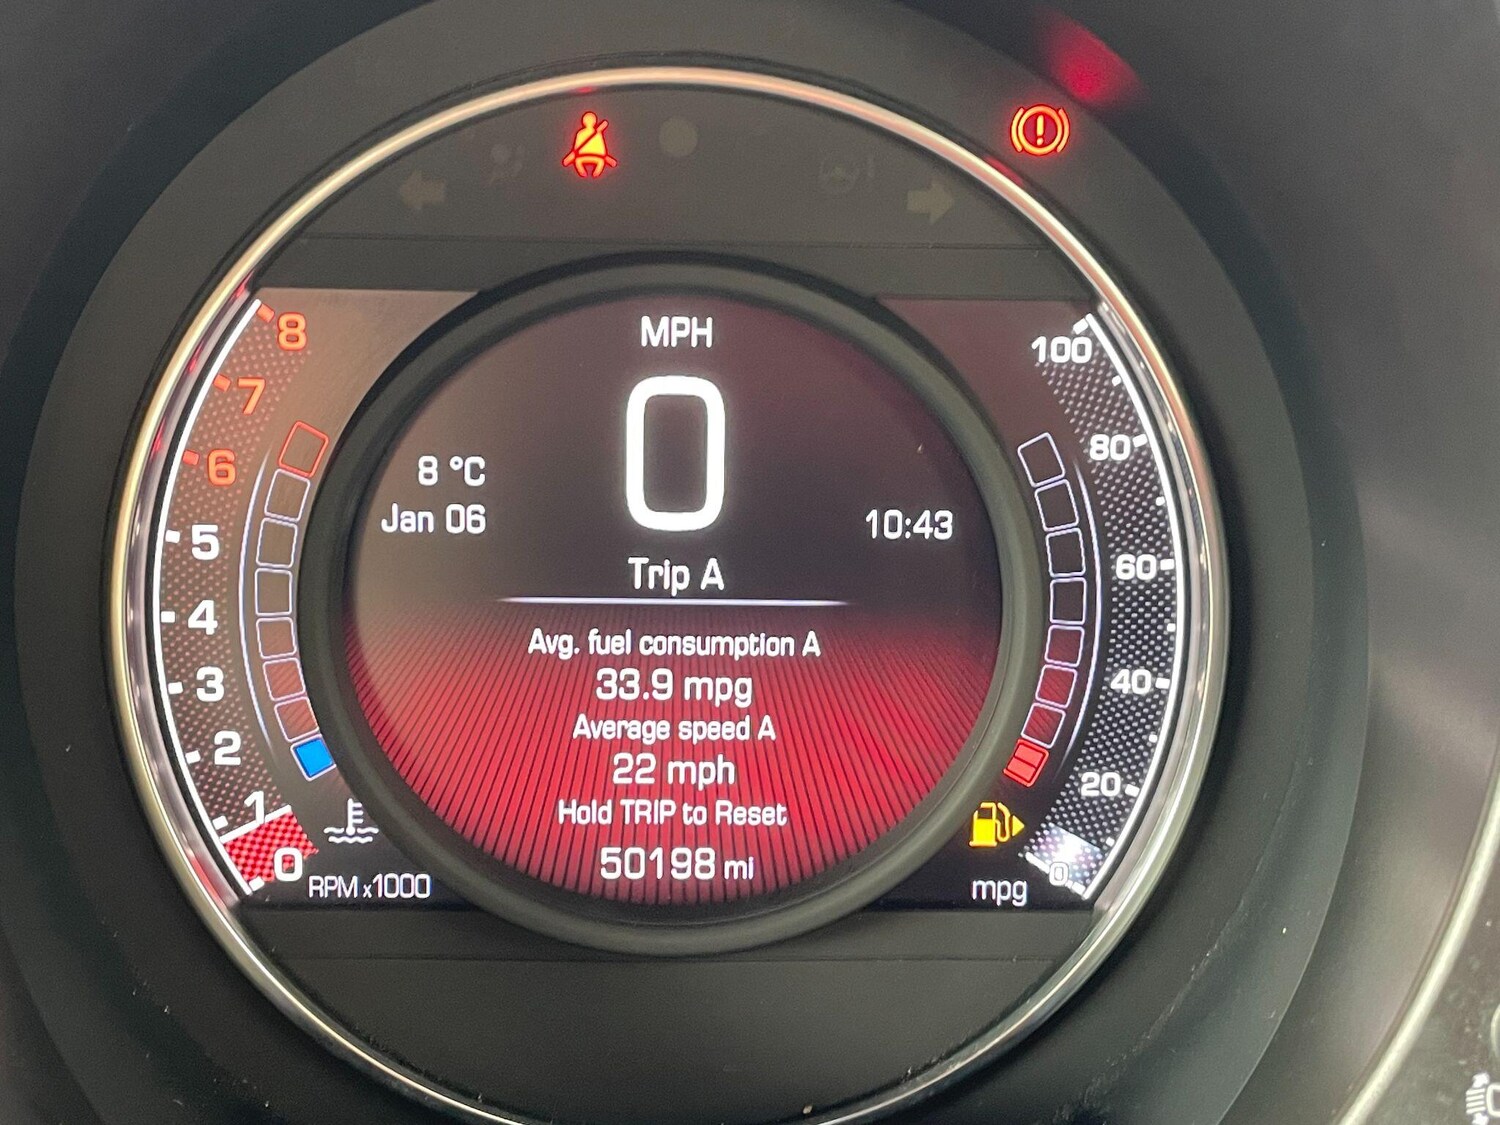 MPH
0
8 °C
Jan 06
10:43
Trip A
Avg. fuel consumption A
33.9 mpg
Average speed A
22 mph
Hold TRIP to Reset
50198 mi
8
7
6
5
4
3
2
1
0
RPM x1000
100
80
60
40
20
0
mpg
!